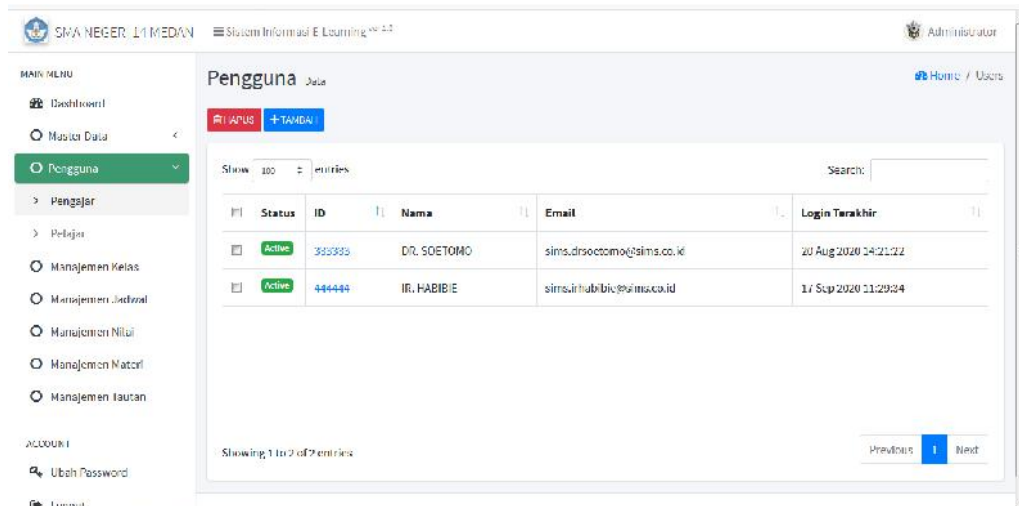 SMA NEGERI 14 MEDAN
Sistem Informasi E-Learning ver 1.0
Administrator
MAIN MENU
Dashboard
Master Data
Pengguna
Pengajar
Pelajar
Manajemen Kelas
Manajemen Jadwal
Manajemen Nilai
Manajemen Materi
Manajemen Tautan
ACCOUNT
Ubah Password
Logout
Pengguna Data
Home / Users
HAPUS + TAMBAH
Show 100 entries
Search:
Status ID Nama Email Login Terakhir
Active 333333 DR. SOETOMO sims.drsoetomo@sims.co.id 20 Aug 2020 14:21:22
Active 444444 IR. HABIBIE sims.irhabibie@sims.co.id 17 Sep 2020 11:29:34
Showing 1 to 2 of 2 entries
Previous 1 Next